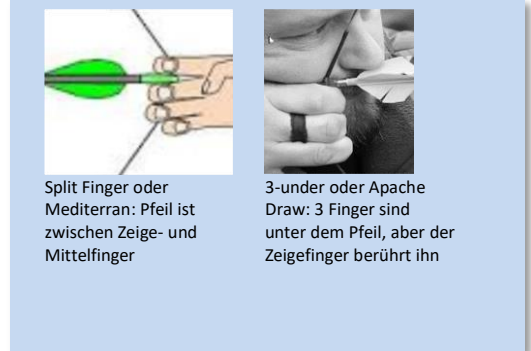 Split Finger oder
Mediterran: Pfeil ist
zwischen Zeige- und
Mittelfinger
3-under oder Apache
Draw: 3 Finger sind
unter dem Pfeil, aber der
Zeigefinger berührt ihn